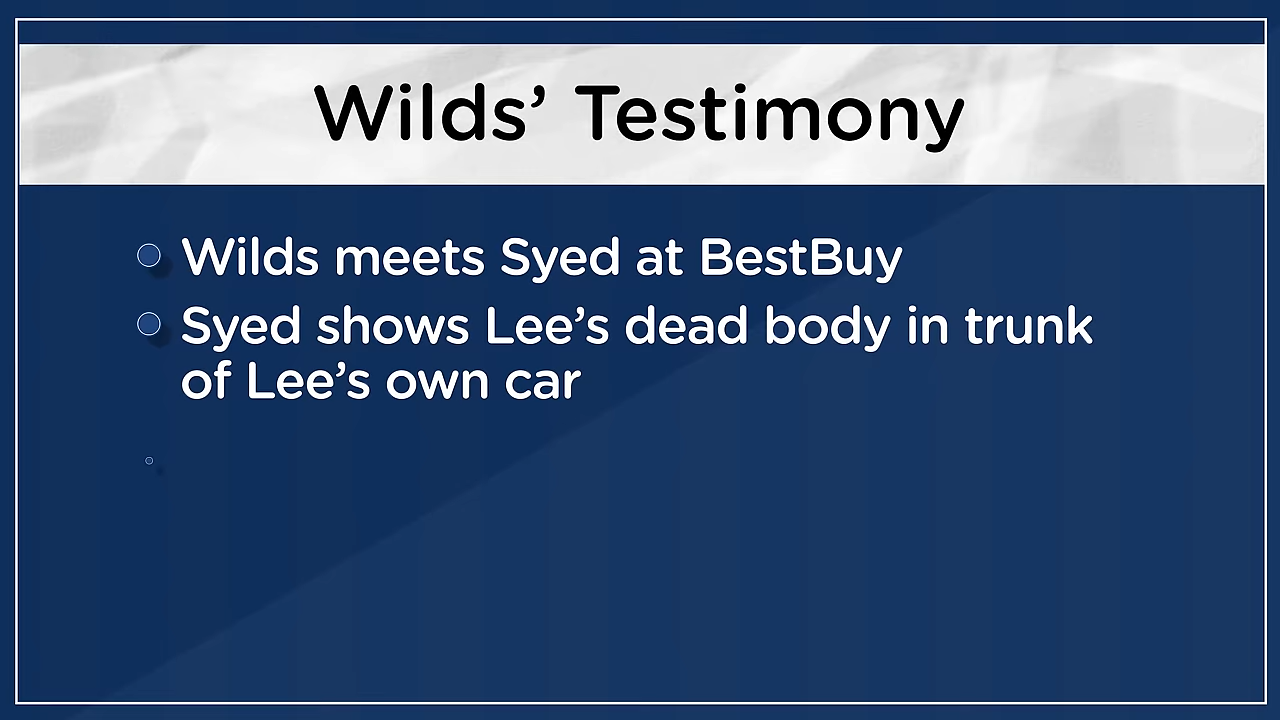 Wilds’ Testimony
Wilds meets Syed at BestBuy
Syed shows Lee’s dead body in trunk
of Lee’s own car